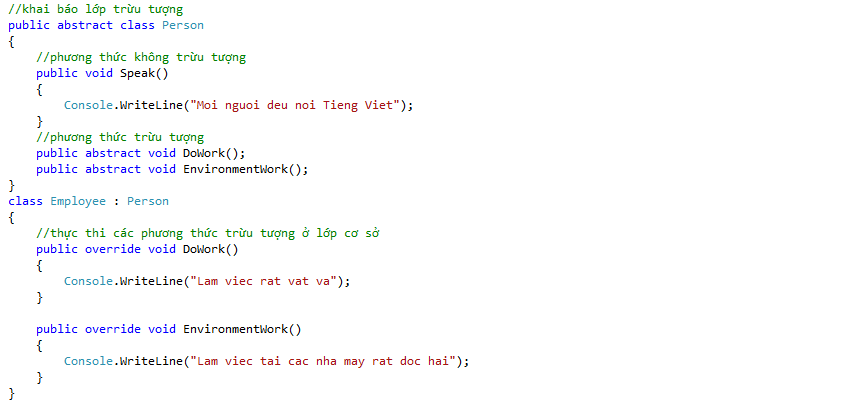 //khai báo lớp trừu tượng
public abstract class Person
{
    //phương thức không trừu tượng
    public void Speak()
    {
        Console.WriteLine("Moi nguoi deu noi Tieng Viet");
    }
    //phương thức trừu tượng
    public abstract void DoWork();
    public abstract void EnvironmentWork();
}
class Employee : Person
{
    //thực thi các phương thức trừu tượng ở lớp cơ sở
    public override void DoWork()
    {
        Console.WriteLine("Lam viec rat vat va");
    }

    public override void EnvironmentWork()
    {
        Console.WriteLine("Lam viec tai cac nha may rat doc hai");
    }
}